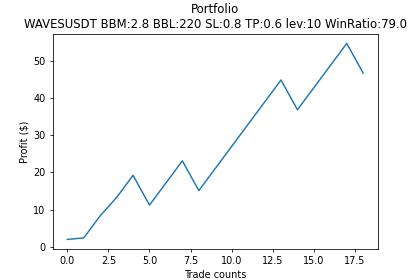 Portfolio
WAVESUSDT BBM:2.8 BBL:220 SL:0.8 TP:0.6 lev:10 WinRatio:79.0
Profit ($)
50
40
30
20
10
0
0.0 2.5 5.0 7.5 10.0 12.5 15.0 17.5
Trade counts